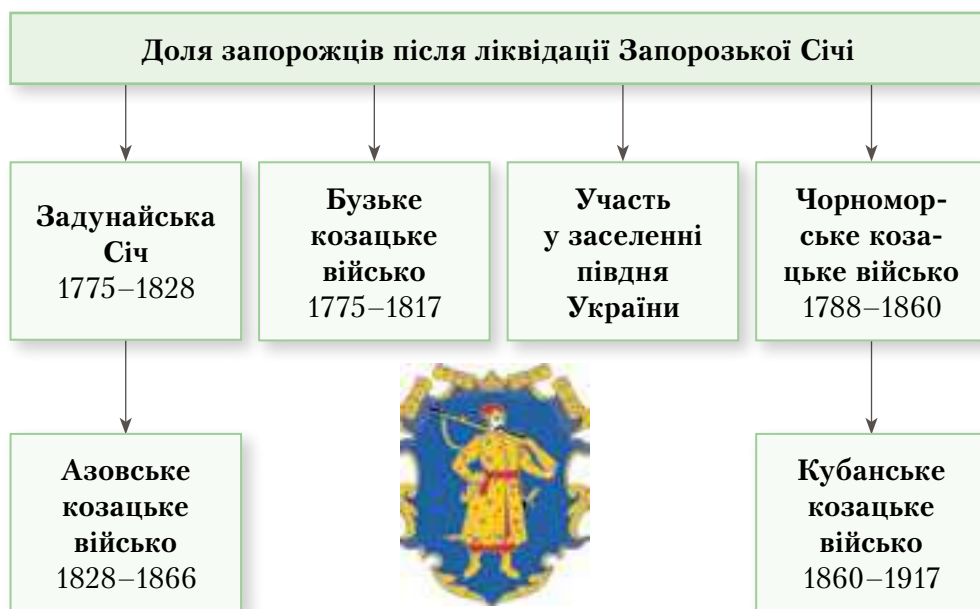 Доля запорожців після ліквідації Запорозької Січі
Задунайська
Січ
1775–1828
Бузьке
козацьке
військо
1775–1817
Участь
у заселенні
півдня
України
Чорномор-
ське коза-
цьке військо
1788–1860
Азовське
козацьке
військо
1828–1866
Кубанське
козацьке
військо
1860–1917